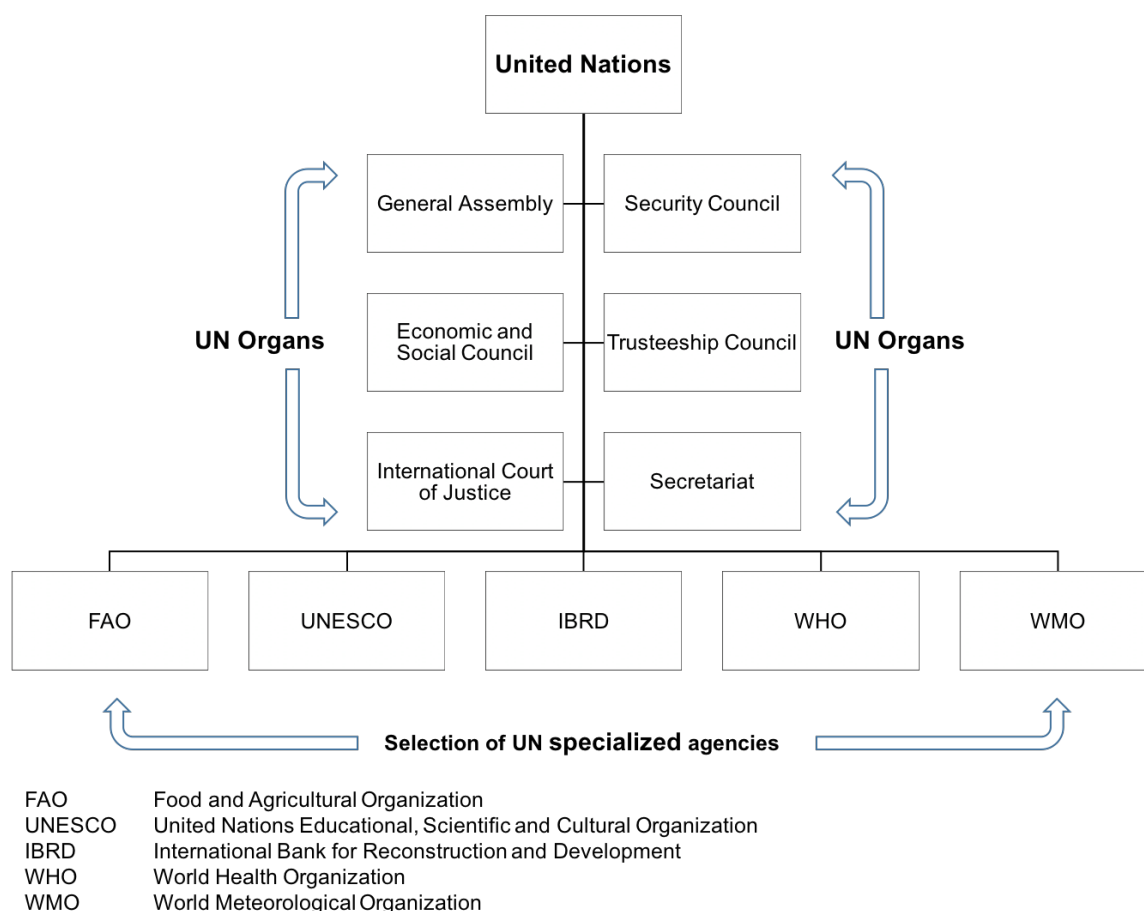 United Nations
General Assembly
Security Council
UN Organs
Economic and
Social Council
Trusteeship Council
UN Organs
International Court
of Justice
Secretariat
FAO
UNESCO
IBRD
WHO
WMO
Selection of UN specialized agencies
FAO Food and Agricultural Organization
UNESCO United Nations Educational, Scientific and Cultural Organization
IBRD International Bank for Reconstruction and Development
WHO World Health Organization
WMO World Meteorological Organization